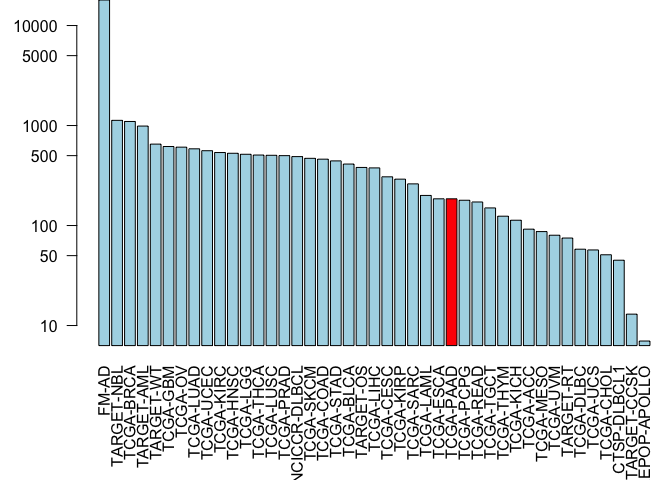 10000
5000
1000
500
100
50
10
FM-AD
TARGET-NBL
TCGA-BRCA
TARGET-AML
TARGET-WT
TCGA-GBM
TCGA-OV
TCGA-LUAD
TCGA-UCEC
TCGA-KIRC
TCGA-HNSC
TCGA-LGG
TCGA-THCA
TCGA-LUSC
TCGA-PRAD
NCICCR-DLBCL
TCGA-SKCM
TCGA-COAD
TCGA-STAD
TCGA-BLCA
TARGET-OS
TCGA-LIHC
TCGA-CESC
TCGA-KIRP
TCGA-SARC
TCGA-LAML
TCGA-ESCA
TCGA-PAAD
TCGA-PCPG
TCGA-READ
TCGA-TGCT
TCGA-THYM
TCGA-KICH
TCGA-ACC
TCGA-MESO
TCGA-UVM
TARGET-RT
TCGA-DLBC
TCGA-UCS
TCGA-CHOL
CTSP-DLBCL1
TARGET-CCSK
EPOP-APOLLO